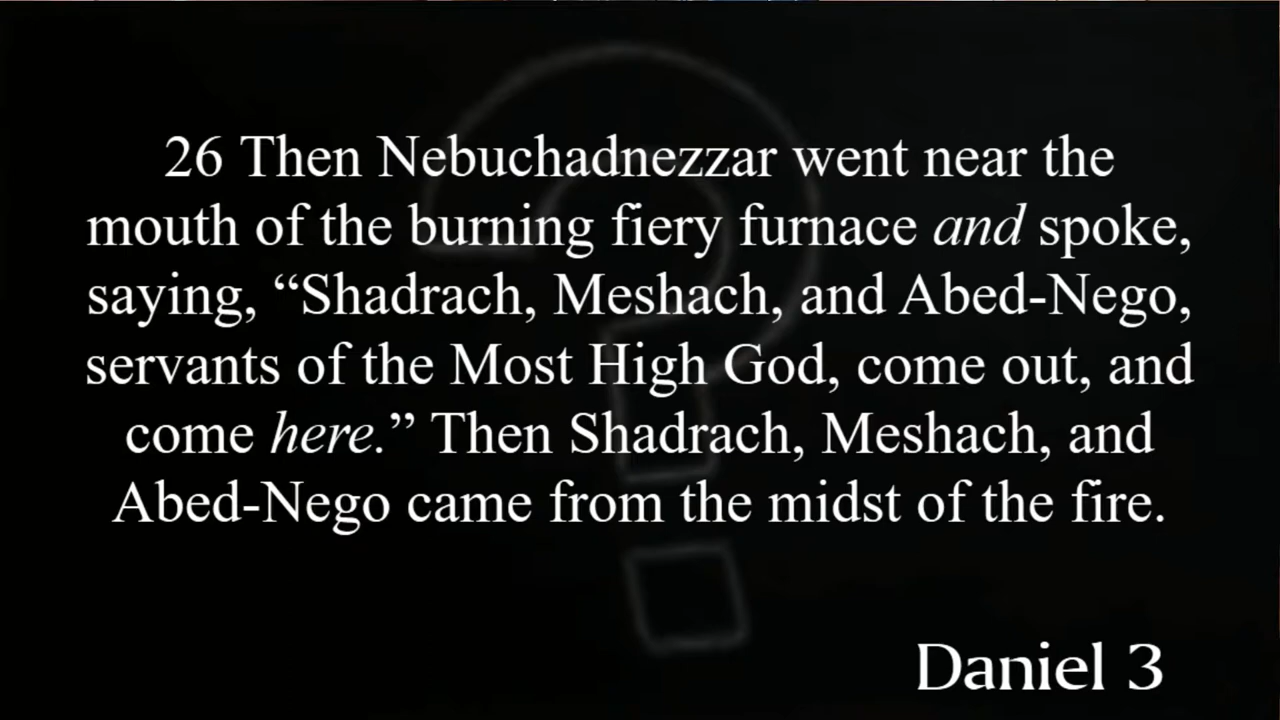 26 Then Nebuchadnezzar went near the
mouth of the burning fiery furnace and spoke,
saying, “Shadrach, Meshach, and Abed-Nego,
servants of the Most High God, come out, and
come here.” Then Shadrach, Meshach, and
Abed-Nego came from the midst of the fire.
Daniel 3